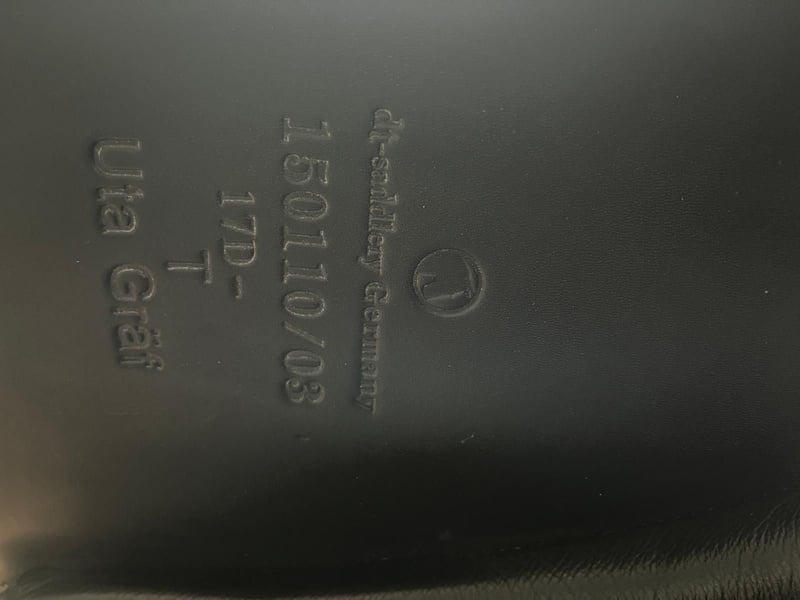 dt-saddlery Germany
150110/03
17D-
T
Uta Gräf